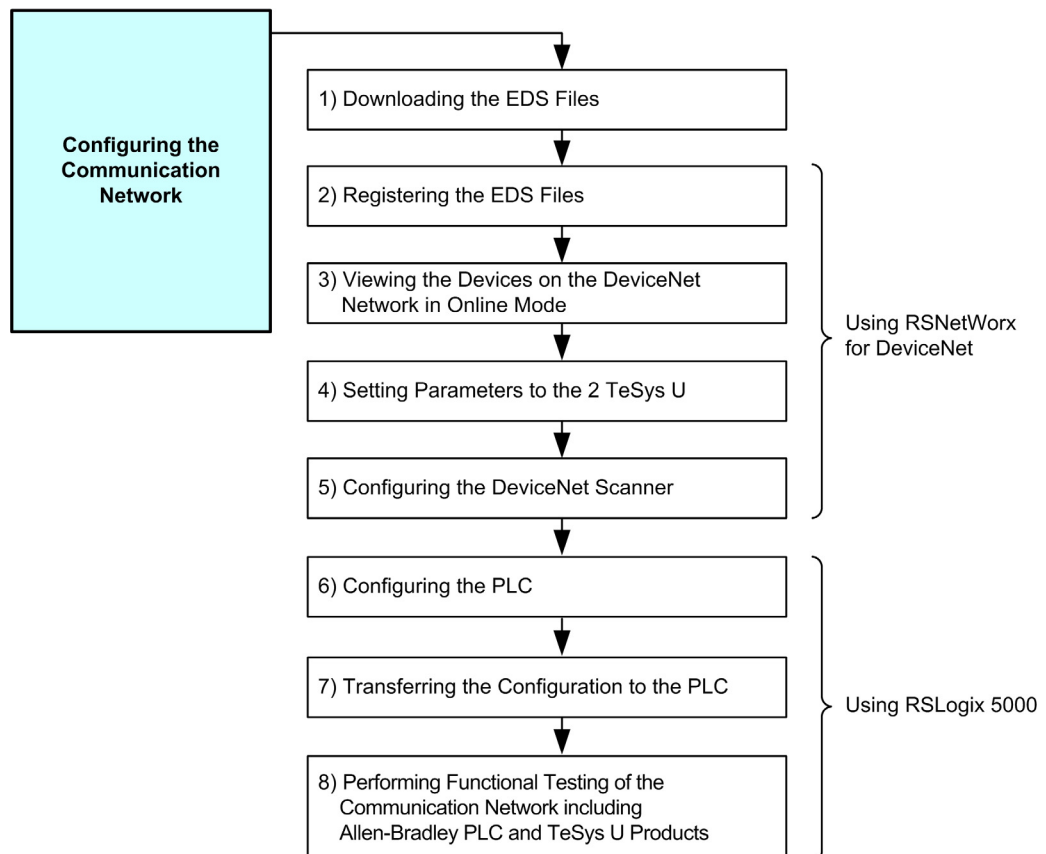 Configuring the
Communication
Network
1) Downloading the EDS Files
2) Registering the EDS Files
3) Viewing the Devices on the DeviceNet
Network in Online Mode
4) Setting Parameters to the 2 TeSys U
5) Configuring the DeviceNet Scanner
Using RSNetWorx
for DeviceNet
6) Configuring the PLC
7) Transferring the Configuration to the PLC
8) Performing Functional Testing of the
Communication Network including
Allen-Bradley PLC and TeSys U Products
Using RSLogix 5000